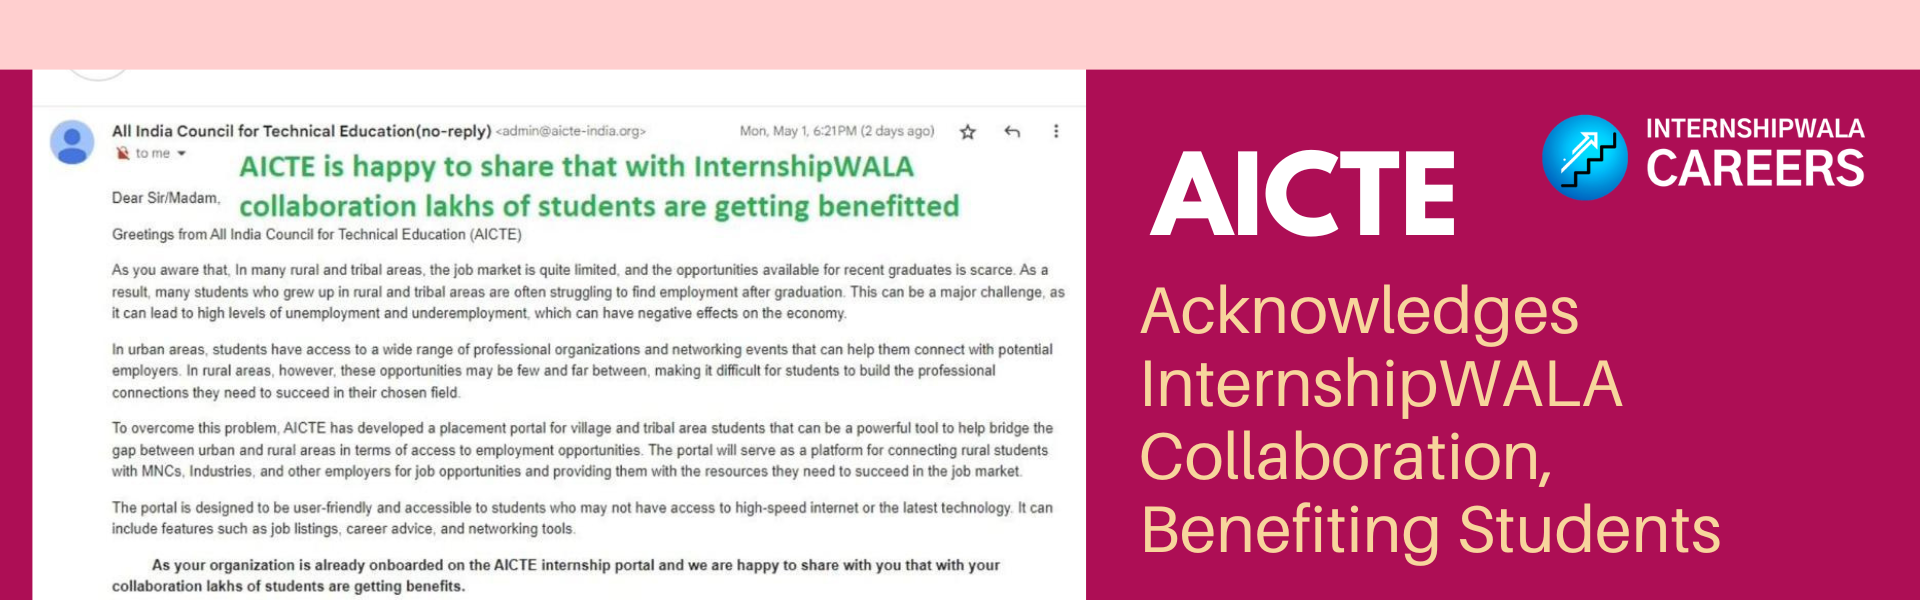 All India Council for Technical Education(no-reply) <admin@aicte-india.org>
Mon, May 1, 6:21 PM (2 days ago)
to me
AICTE is happy to share that with InternshipWALA
collaboration lakhs of students are getting benefitted
Dear Sir/Madam,
Greetings from All India Council for Technical Education (AICTE)
As you aware that, In many rural and tribal areas, the job market is quite limited, and the opportunities available for recent graduates is scarce. As a
result, many students who grew up in rural and tribal areas are often struggling to find employment after graduation. This can be a major challenge, as
it can lead to high levels of unemployment and underemployment, which can have negative effects on the economy.
In urban areas, students have access to a wide range of professional organizations and networking events that can help them connect with potential
employers. In rural areas, however, these opportunities may be few and far between, making it difficult for students to build the professional
connections they need to succeed in their chosen field.
To overcome this problem, AICTE has developed a placement portal for village and tribal area students that can be a powerful tool to help bridge the
gap between urban and rural areas in terms of access to employment opportunities. The portal will serve as a platform for connecting rural students
with MNCs, Industries, and other employers for job opportunities and providing them with the resources they need to succeed in the job market.
The portal is designed to be user-friendly and accessible to students who may not have access to high-speed internet or the latest technology. It can
include features such as job listings, career advice, and networking tools.
As your organization is already onboarded on the AICTE internship portal and we are happy to share with you that with your
collaboration lakhs of students are getting benefits.
AICTE
INTERNSHIPWALA
CAREERS
Acknowledges
InternshipWALA
Collaboration,
Benefiting Students